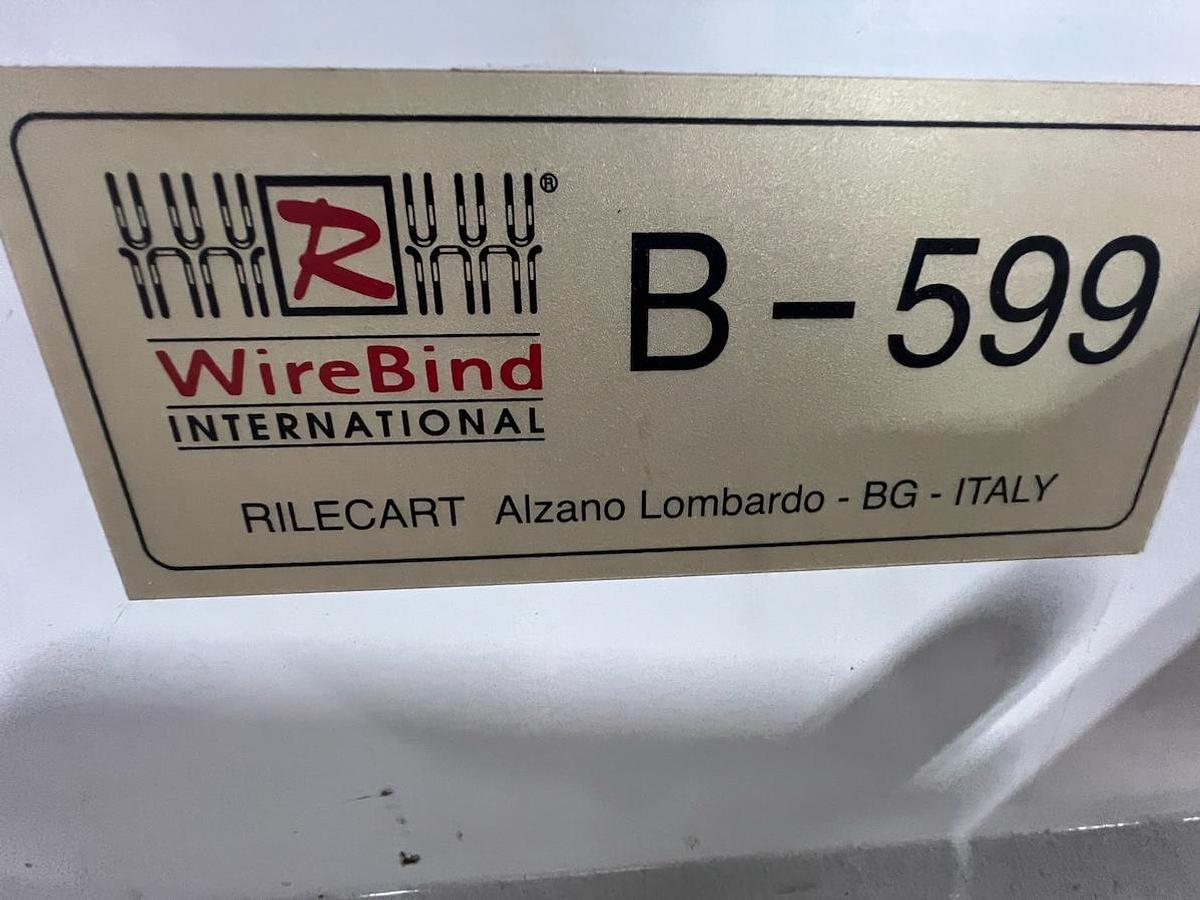 R®
WireBind
INTERNATIONAL
B-599
RILECART Alzano Lombardo - BG - ITALY